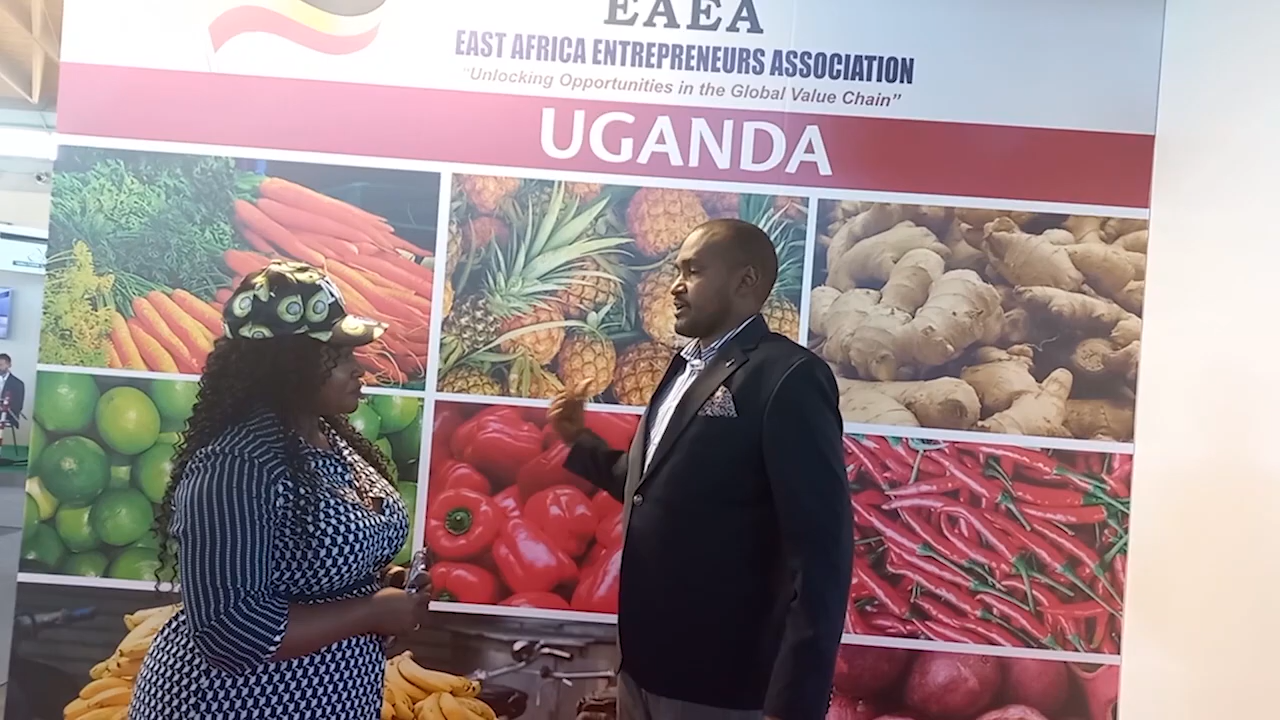 EAEA
EAST AFRICA ENTREPRENEURS ASSOCIATION
"Unlocking Opportunities in the Global Value Chain"
UGANDA